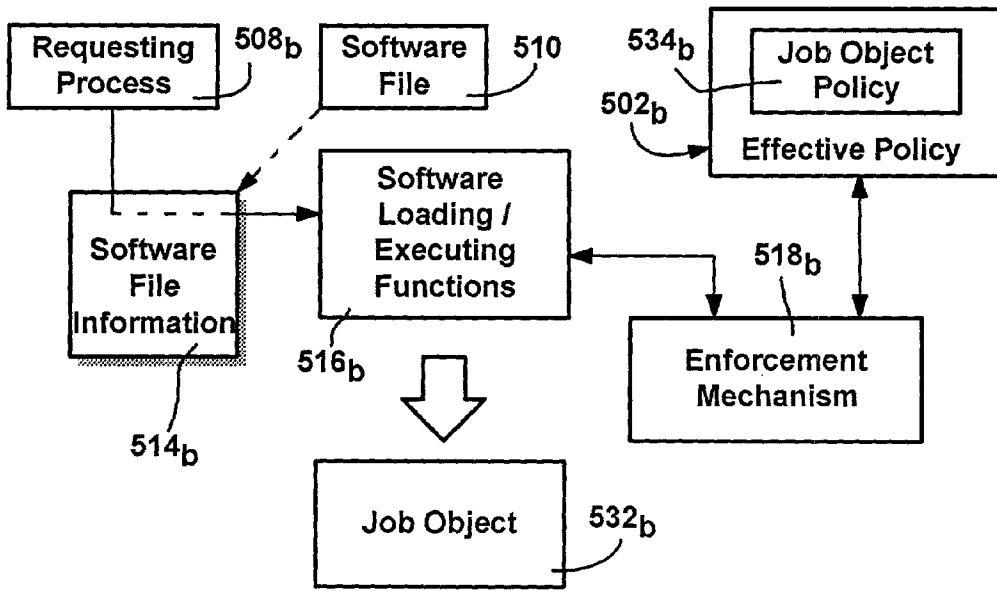 Requesting
Process
508b
Software
File
510
534b
Job Object
Policy
502b
Effective Policy
Software
File
Information
514b
Software
Loading /
Executing
Functions
516b
518b
Enforcement
Mechanism
Job Object
532b